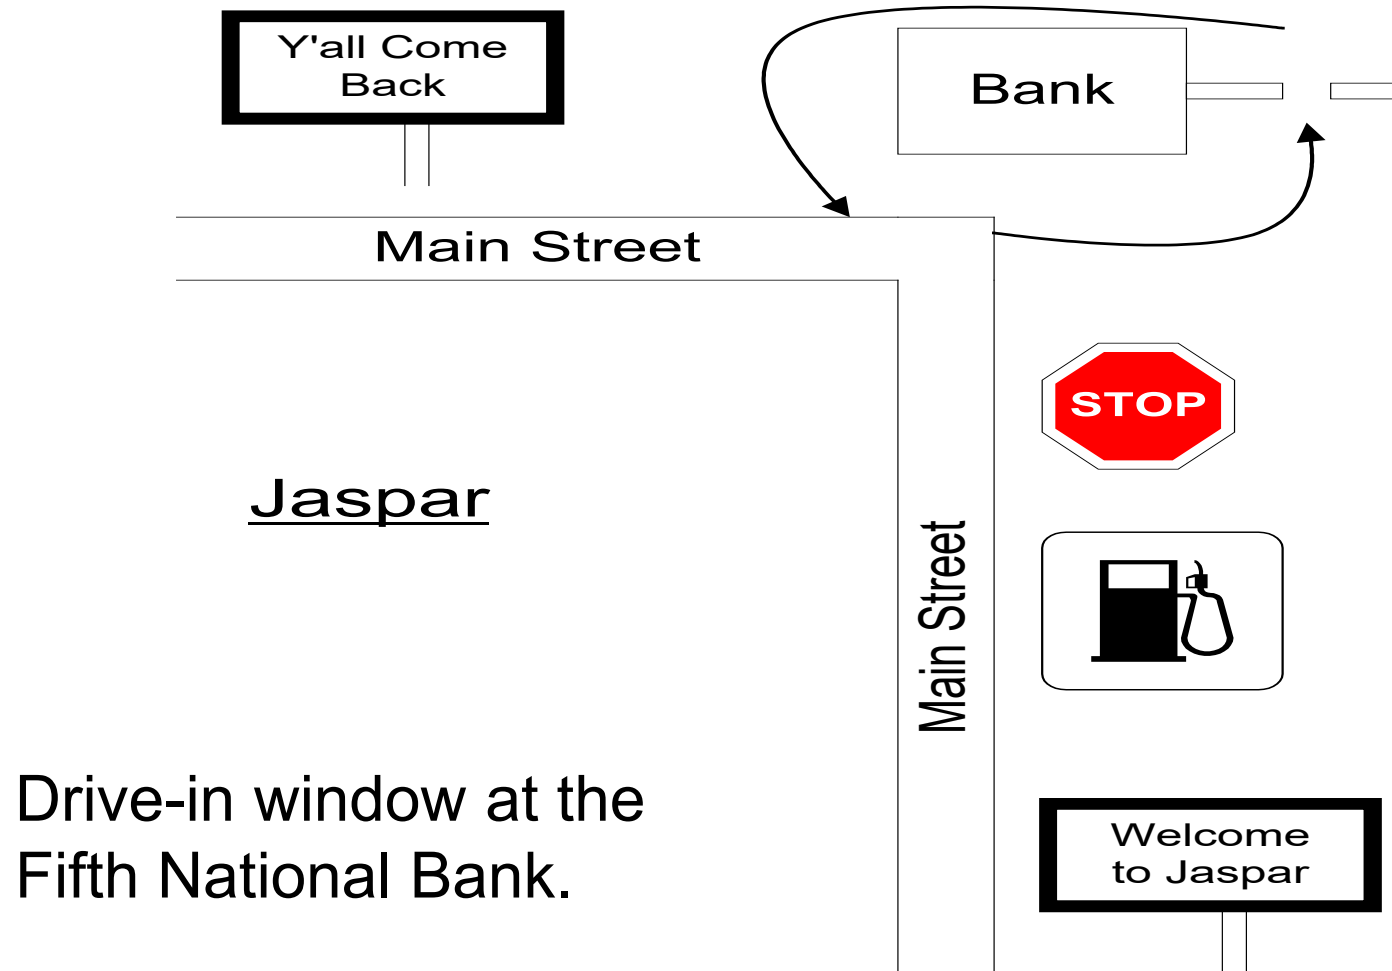 Y'all Come
Back
Bank
Main Street
STOP
Jaspar
Main Street
Drive-in window at the
Fifth National Bank.
Welcome
to Jaspar